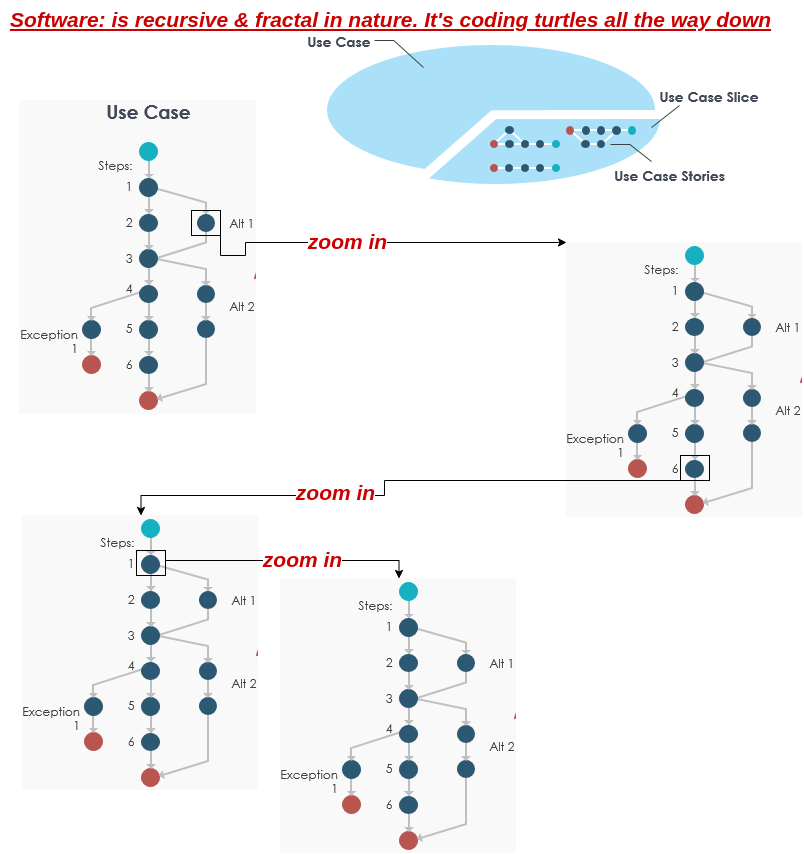 Software: is recursive & fractal in nature. It's coding turtles all the way down
Use Case
Use Case Slice
Use Case Stories
Use Case
Steps:
1
2
Alt 1
3
4
Alt 2
Exception
1
5
6
zoom in
Steps:
1
2
Alt 1
3
4
Alt 2
Exception
1
5
6
zoom in
Steps:
1
2
Alt 1
3
4
Alt 2
Exception
1
5
6
zoom in
Steps:
1
2
Alt 1
3
4
Alt 2
Exception
1
5
6